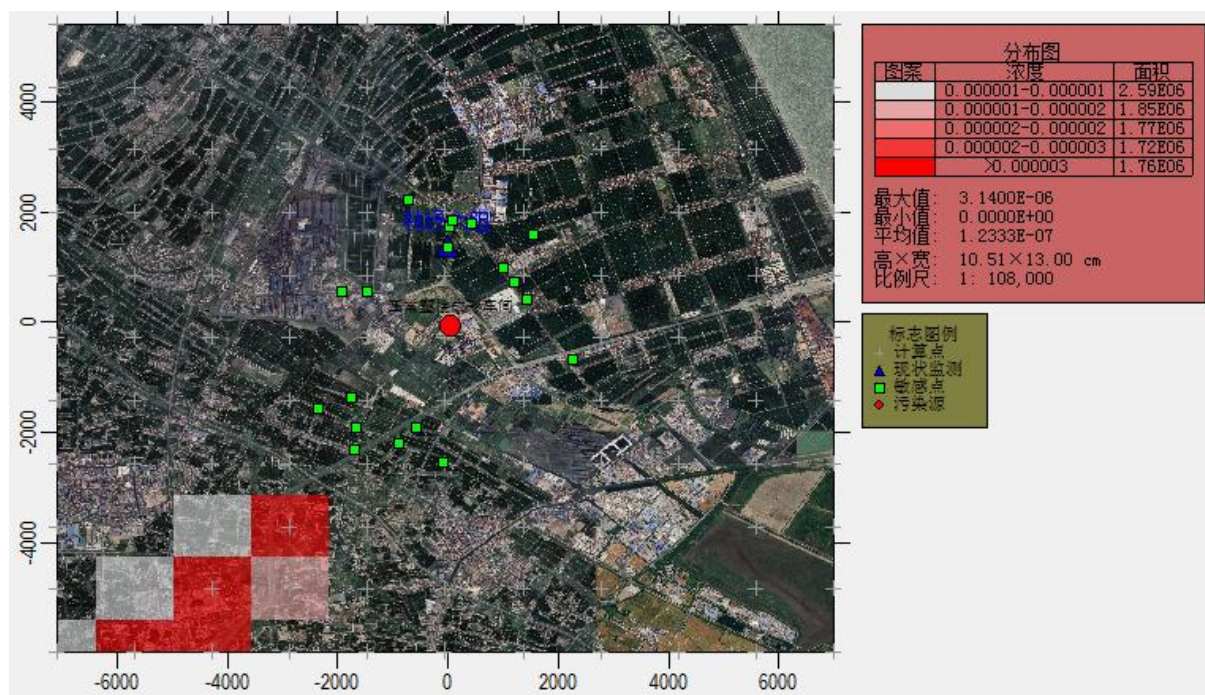 分布图
图案 浓度 面积
0.000001-0.000001 2.59E06
0.000001-0.000002 1.85E06
0.000002-0.000002 1.77E06
0.000002-0.000003 1.72E06
>0.000003 1.76E06
最大值: 3.1400E-06
最小值: 0.0000E+00
平均值: 1.2333E-07
高×宽: 10.51×13.00 cm
比例尺: 1: 108,000
标志图例
计算点
现状监测
敏感点
污染源
4000
2000
0
-2000
-4000
-6000 -4000 -2000 0 2000 4000 6000